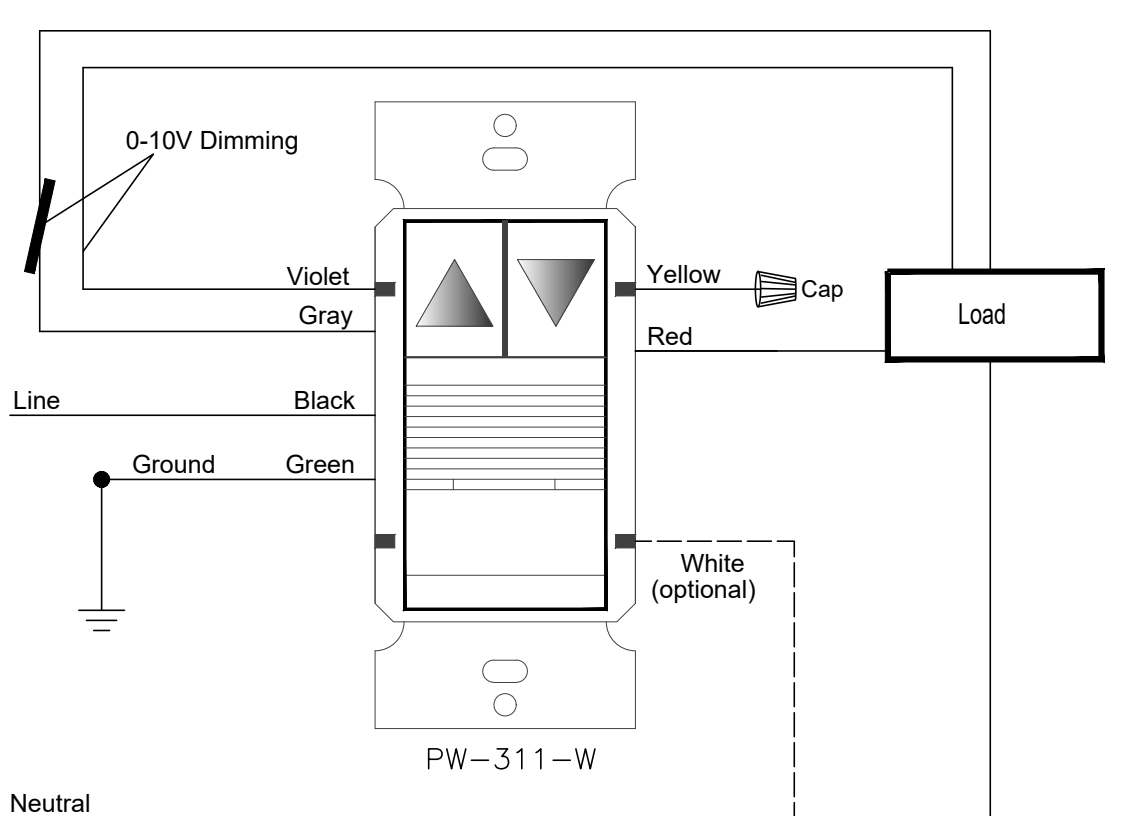 0-10V Dimming
Violet
Yellow
Cap
Gray
Red
Load
Line
Black
Ground
Green
White
(optional)
PW-311-W
Neutral